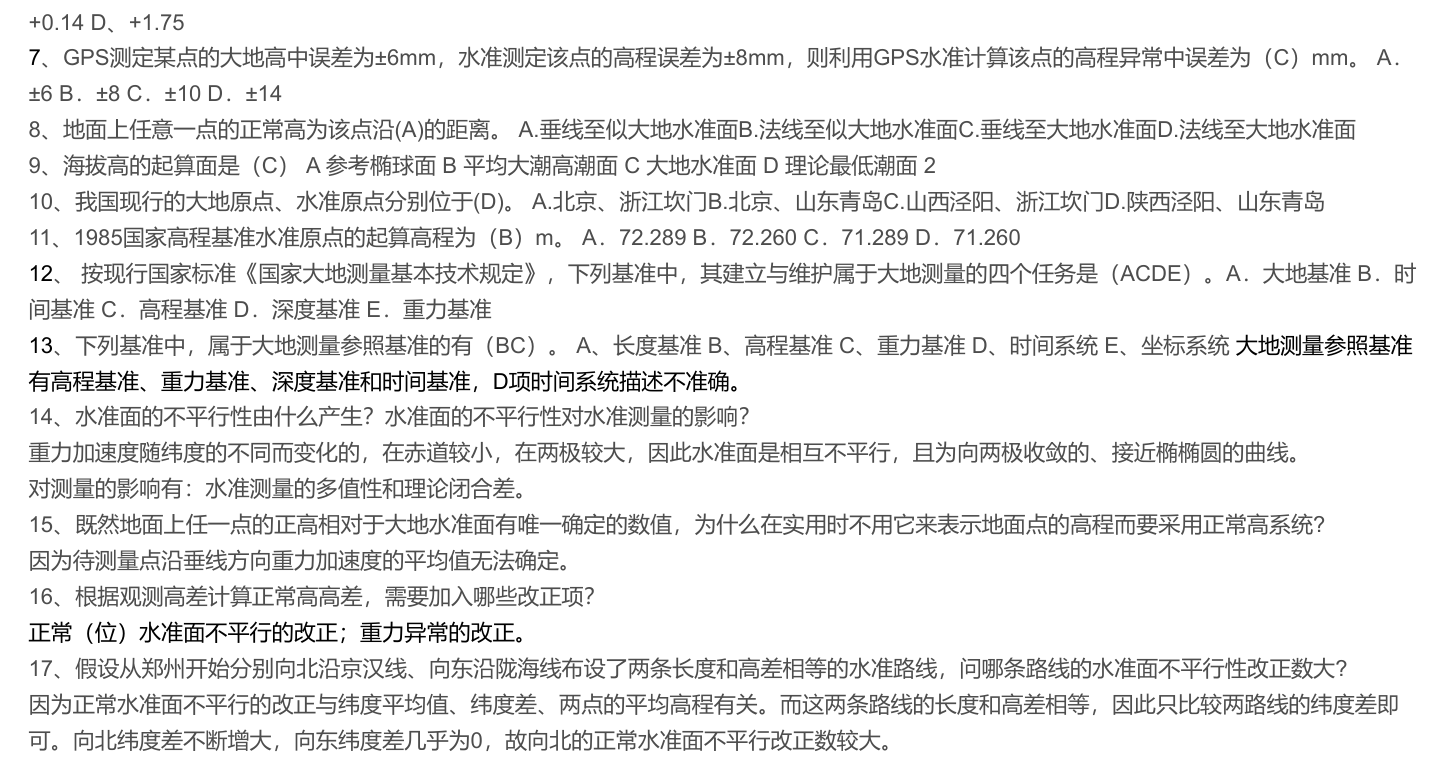 +0.14 D、+1.75
7、GPS测定某点的大地高中误差为±6mm，水准测定该点的高程误差为±8mm，则利用GPS水准计算该点的高程异常中误差为（C）mm。 A．
±6 B．±8 C．±10 D．±14
8、地面上任意一点的正常高为该点沿(A)的距离。 A.垂线至似大地水准面B.法线至似大地水准面C.垂线至大地水准面D.法线至大地水准面
9、海拔高的起算面是（C） A 参考椭球面 B 平均大潮高潮面 C 大地水准面 D 理论最低潮面 2
10、我国现行的大地原点、水准原点分别位于(D)。 A.北京、浙江坎门B.北京、山东青岛C.山西泾阳、浙江坎门D.陕西泾阳、山东青岛
11、1985国家高程基准水准原点的起算高程为（B）m。 A．72.289 B．72.260 C．71.289 D．71.260
12、 按现行国家标准《国家大地测量基本技术规定》，下列基准中，其建立与维护属于大地测量的四个任务是（ACDE）。A．大地基准 B．时
间基准 C．高程基准 D．深度基准 E．重力基准
13、下列基准中，属于大地测量参照基准的有（BC）。 A、长度基准 B、高程基准 C、重力基准 D、时间系统 E、坐标系统 大地测量参照基准
有高程基准、重力基准、深度基准和时间基准，D项时间系统描述不准确。
14、水准面的不平行性由什么产生？水准面的不平行性对水准测量的影响？
重力加速度随纬度的不同而变化的，在赤道较小，在两极较大，因此水准面是相互不平行，且为向两极收敛的、接近椭椭圆的曲线。
对测量的影响有：水准测量的多值性和理论闭合差。
15、既然地面上任一点的正高相对于大地水准面有唯一确定的数值，为什么在实用时不用它来表示地面点的高程而要采用正常高系统？
因为待测量点沿垂线方向重力加速度的平均值无法确定。
16、根据观测高差计算正常高高差，需要加入哪些改正项？
正常（位）水准面不平行的改正；重力异常的改正。
17、假设从郑州开始分别向北沿京汉线、向东沿陇海线布设了两条长度和高差相等的水准路线，问哪条路线的水准面不平行性改正数大？
因为正常水准面不平行的改正与纬度平均值、纬度差、两点的平均高程有关。而这两条路线的长度和高差相等，因此只比较两路线的纬度差即
可。向北纬度差不断增大，向东纬度差几乎为0，故向北的正常水准面不平行改正数较大。